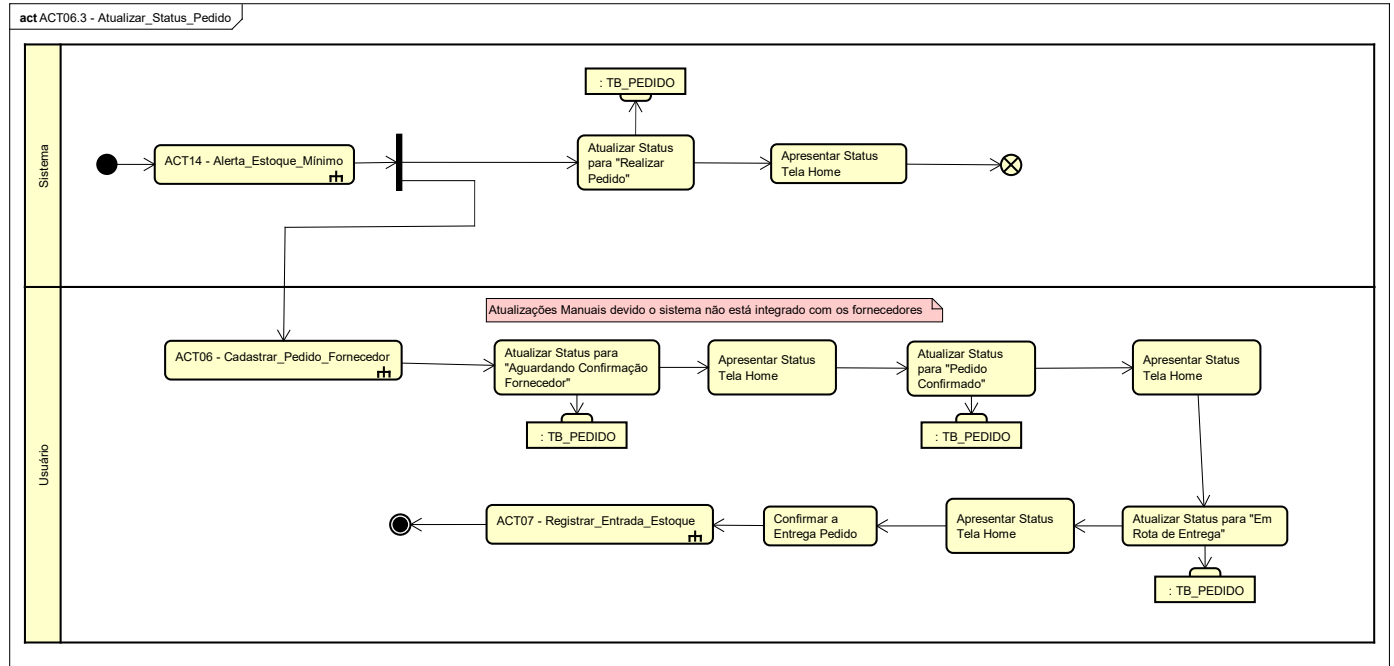 act ACT06.3 - Atualizar_Status_Pedido
Sistema
: TB_PEDIDO
ACT14 - Alerta_Estoque_Mínimo
Atualizar Status
para "Realizar
Pedido"
Apresentar Status
Tela Home
Usuário
Atualizações Manuais devido o sistema não está integrado com os fornecedores
ACT06 - Cadastrar_Pedido_Fornecedor
Atualizar Status para
"Aguardando Confirmação
Fornecedor"
Apresentar Status
Tela Home
Atualizar Status
para "Pedido
Confirmado"
Apresentar Status
Tela Home
: TB_PEDIDO
: TB_PEDIDO
ACT07 - Registrar_Entrada_Estoque
Confirmar a
Entrega Pedido
Apresentar Status
Tela Home
Atualizar Status para "Em
Rota de Entrega"
: TB_PEDIDO